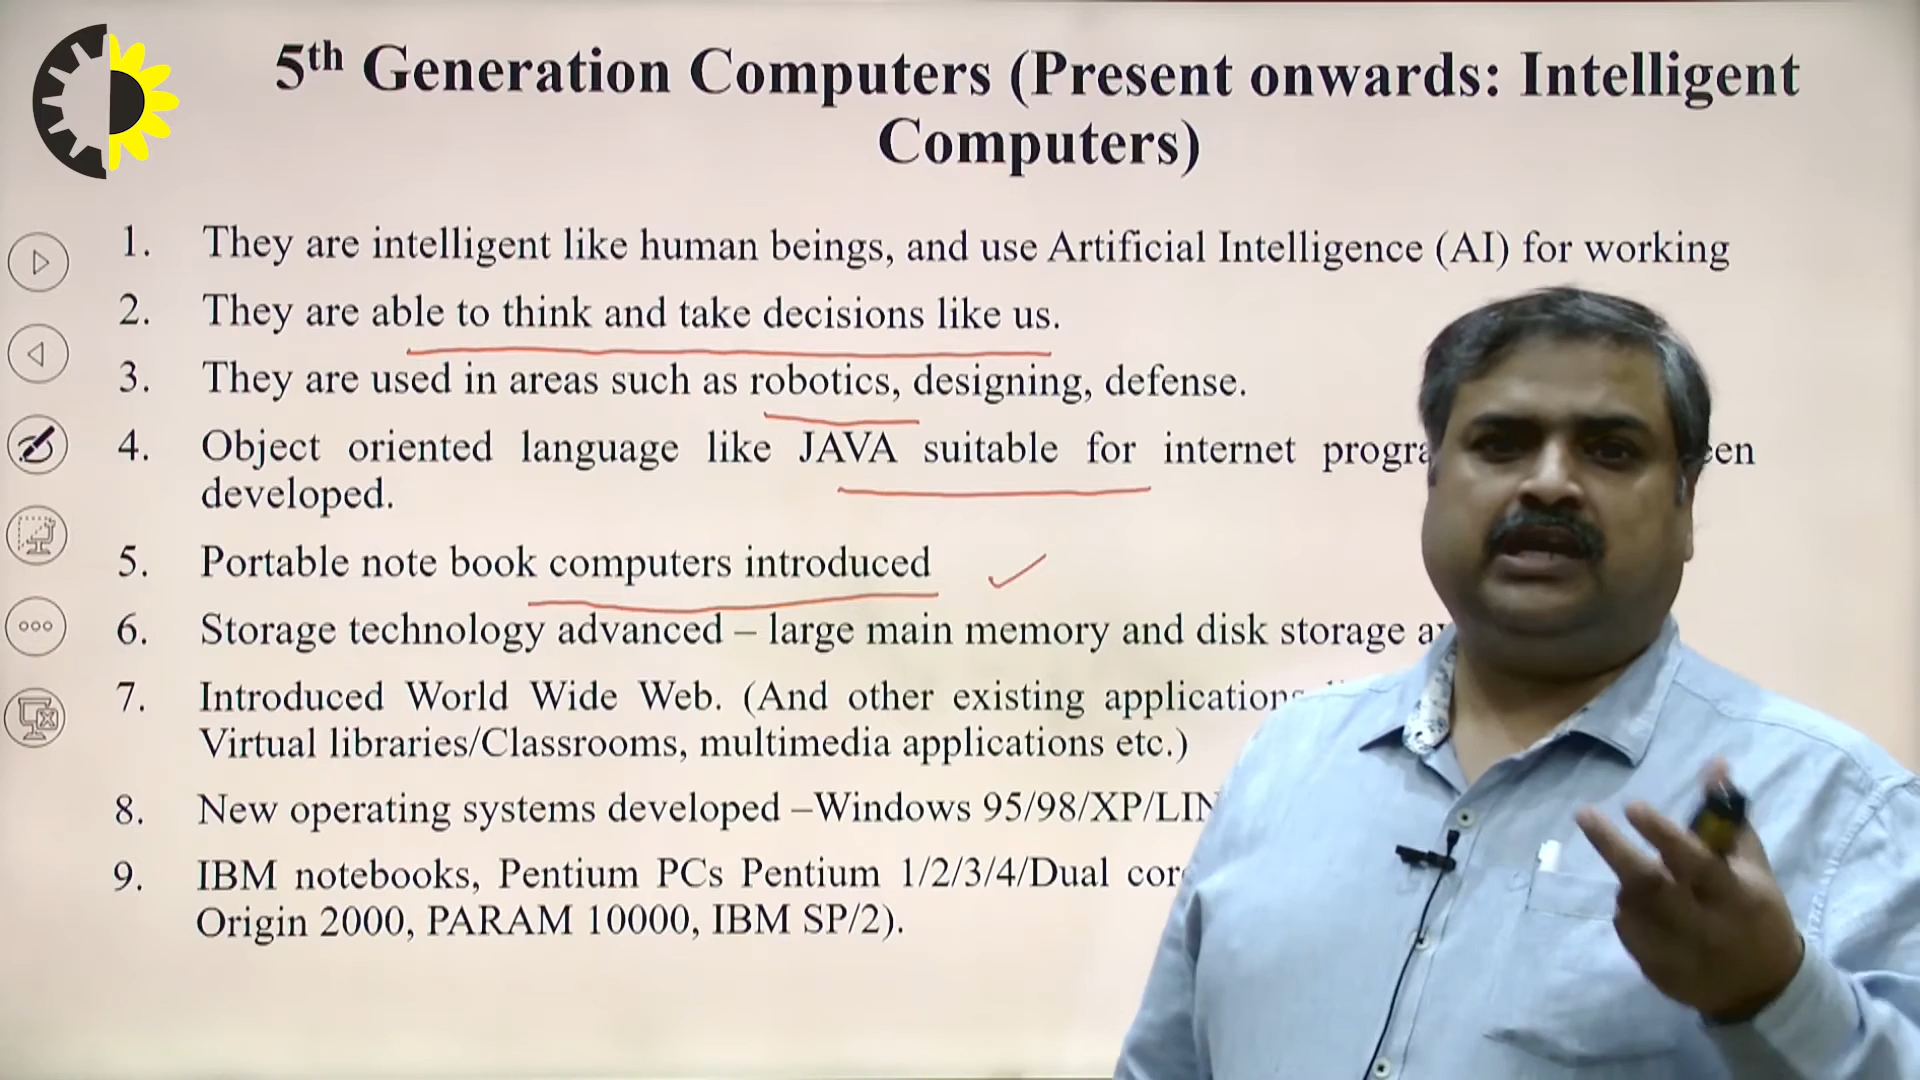 5th Generation Computers (Present onwards: Intelligent
Computers)
1. They are intelligent like human beings, and use Artificial Intelligence (AI) for working
2. They are able to think and take decisions like us.
3. They are used in areas such as robotics, designing, defense.
4. Object oriented language like JAVA suitable for internet
developed.
5. Portable note book computers introduced
6. Storage technology advanced – large main memory and disk storage
7. Introduced World Wide Web. (And other existing
Virtual libraries/Classrooms, multimedia applications etc.)
8. New operating systems developed –Windows 95/98/XP/
9. IBM notebooks, Pentium PCs Pentium 1/2/3/4/Dual
Origin 2000, PARAM 10000, IBM SP/2).